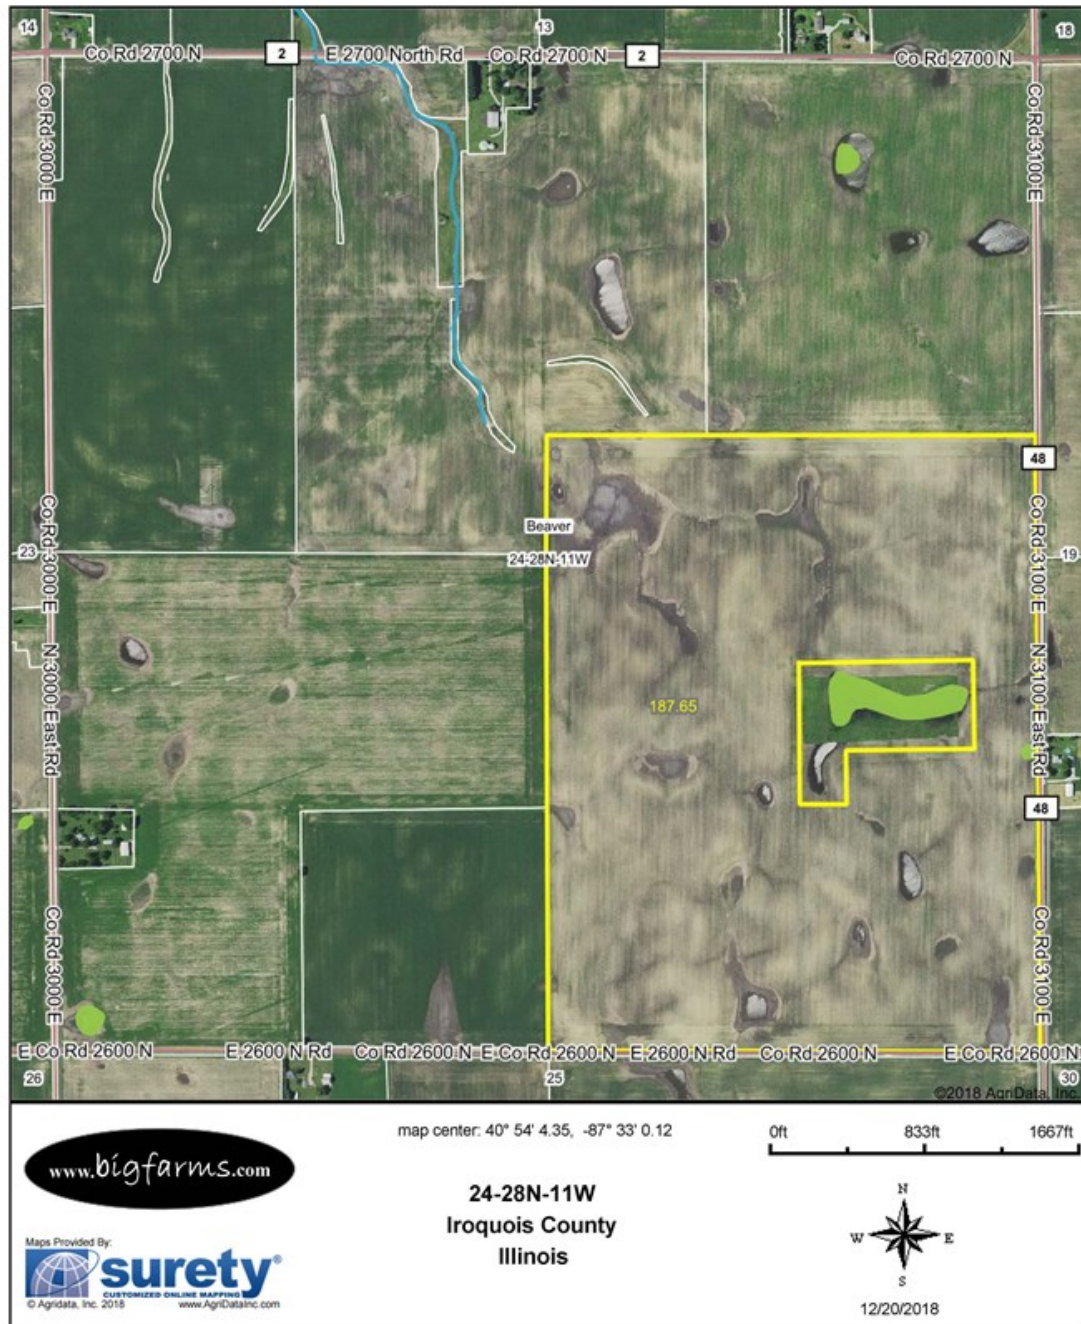 14
13
18
Co Rd 2700 N
2
E 2700 North Rd
Co Rd 2700 N
2
Co Rd 2700 N
Co Rd 3000 E
Co Rd 3100 E
48
Beaver
24-28N-11W
23
19
Co Rd 3000 E
N 3000 East Rd
Co Rd 3100 E
N 3100 East Rd
187.65
48
Co Rd 3000 E
Co Rd 3100 E
E Co Rd 2600 N
E 2600 N Rd
Co Rd 2600 N
E Co Rd 2600 N
E 2600 N Rd
Co Rd 2600 N
E Co Rd 2600 N
26
25
30
©2018 AgriData, Inc.
www.bigfarms.com
map center: 40° 54' 4.35, -87° 33' 0.12
0ft 833ft 1667ft
24-28N-11W
Iroquois County
Illinois
N
W E
S
12/20/2018
Maps Provided By:
surety®
CUSTOMIZED ONLINE MAPPING
© Agridata, Inc. 2018 www.AgriDataInc.com